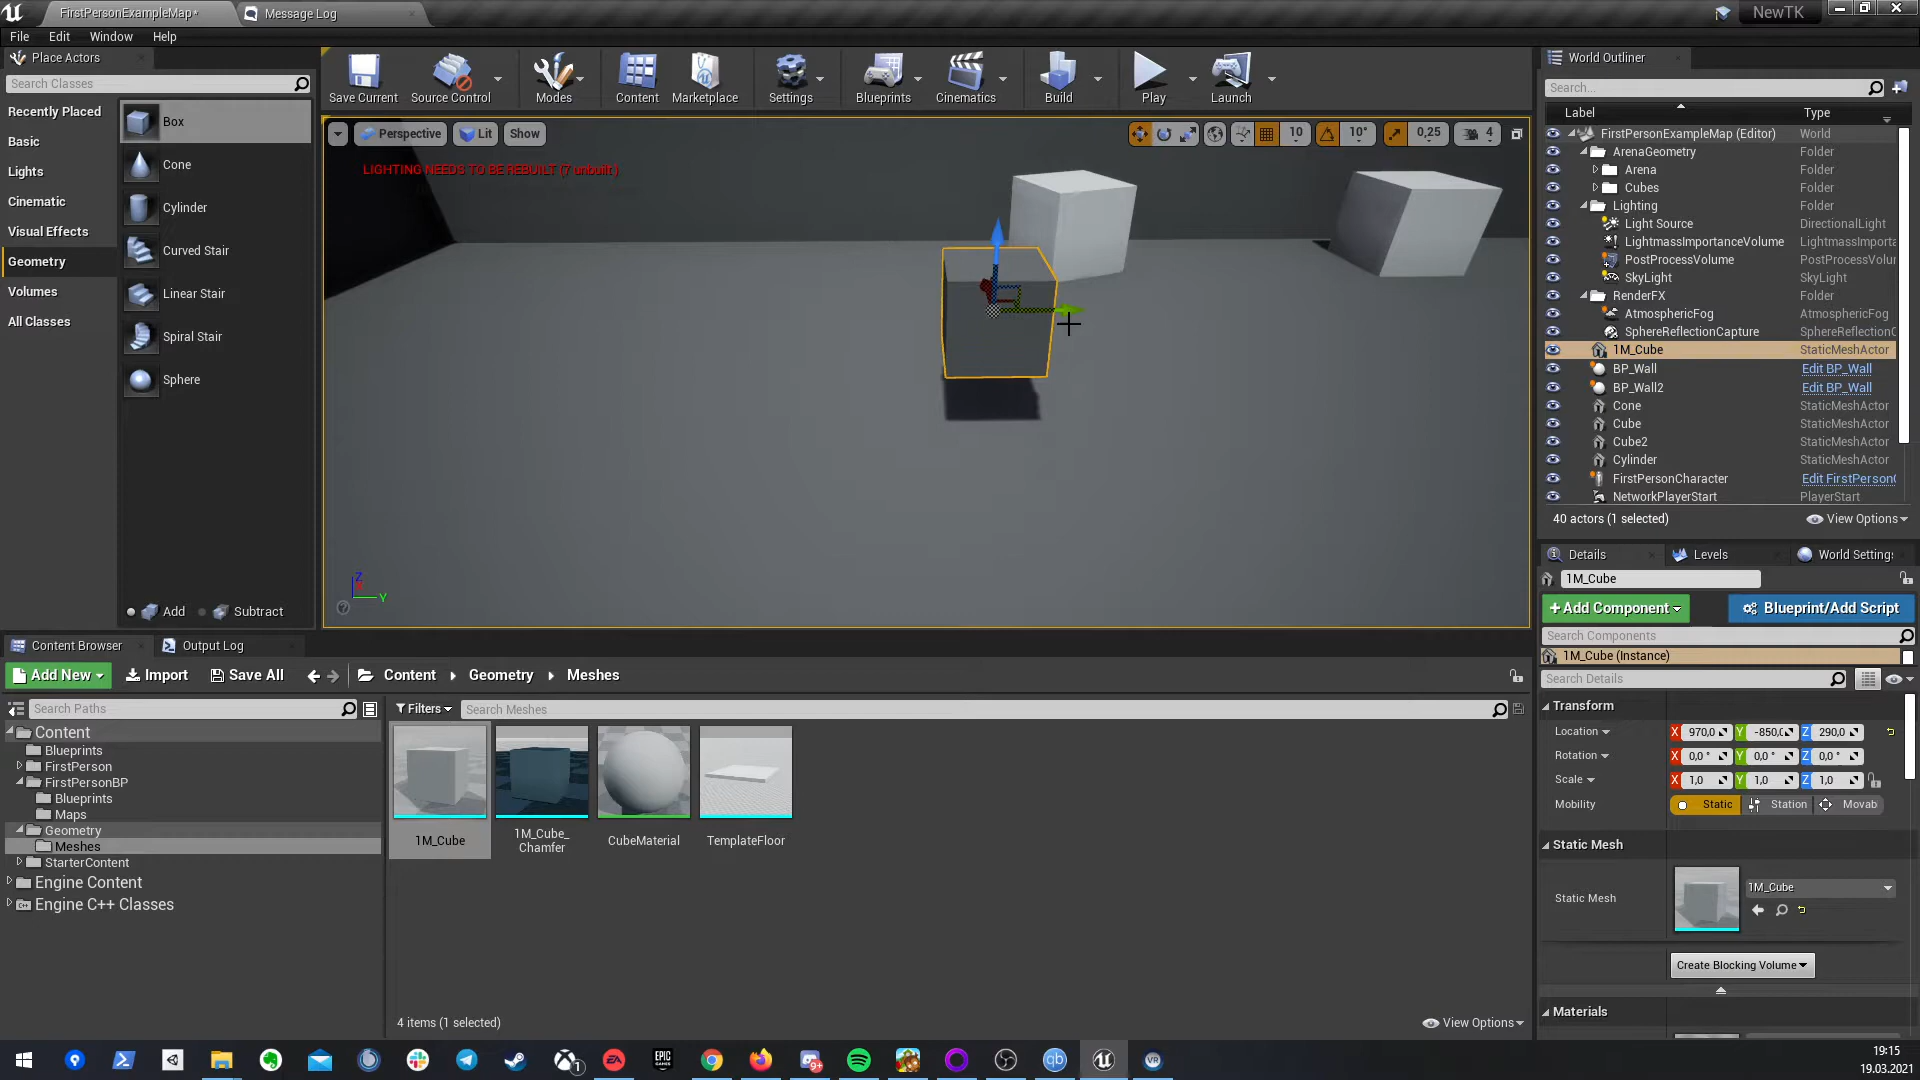 FirstPersonExampleMap*
Message Log
NewTK
File Edit Window Help
Place Actors
Search Classes
Recently Placed
Basic
Lights
Cinematic
Visual Effects
Geometry
Volumes
All Classes
Box
Cone
Cylinder
Curved Stair
Linear Stair
Spiral Stair
Sphere
Add Subtract
Save Current
Source Control
Modes
Content
Marketplace
Settings
Blueprints
Cinematics
Build
Play
Launch
Perspective Lit Show
10 10° 0,25 4
LIGHTING NEEDS TO BE REBUILT (7 unbuilt)
Z
Y
World Outliner
Search...
Label Type
FirstPersonExampleMap (Editor) World
ArenaGeometry Folder
Arena Folder
Cubes Folder
Lighting Folder
Light Source DirectionalLight
LightmassImportanceVolume Lightmass­Importa
PostProcessVolume PostProcessVolur
SkyLight SkyLight
RenderFX Folder
AtmosphericFog AtmosphericFog
SphereReflectionCapture SphereReflectionC
1M_Cube StaticMeshActor
BP_Wall Edit BP_Wall
BP_Wall2 Edit BP_Wall
Cone StaticMeshActor
Cube StaticMeshActor
Cube2 StaticMeshActor
Cylinder StaticMeshActor
FirstPersonCharacter Edit FirstPerson
NetworkPlayerStart PlayerStart
40 actors (1 selected) View Options
Details Levels World Settings
1M_Cube
+Add Component Blueprint/Add Script
Search Components
1M_Cube (Instance)
Search Details
Transform
Location X 970,0 Y -850,0 Z 290,0
Rotation X 0,0 ° Y 0,0 ° Z 0,0 °
Scale X 1,0 Y 1,0 Z 1,0
Mobility Static Station Movab
Static Mesh
Static Mesh
1M_Cube
Create Blocking Volume
Materials
Content Browser Output Log
Add New Import Save All Content Geometry Meshes
Search Paths
Content
Blueprints
FirstPerson
FirstPersonBP
Blueprints
Maps
Geometry
Meshes
StarterContent
Engine Content
Engine C++ Classes
Filters Search Meshes
1M_Cube
1M_Cube_
Chamfer
CubeMaterial
TemplateFloor
4 items (1 selected) View Options
1
EA
EPIC
GAMES
9+
qb
VR
19:15
19.03.2021